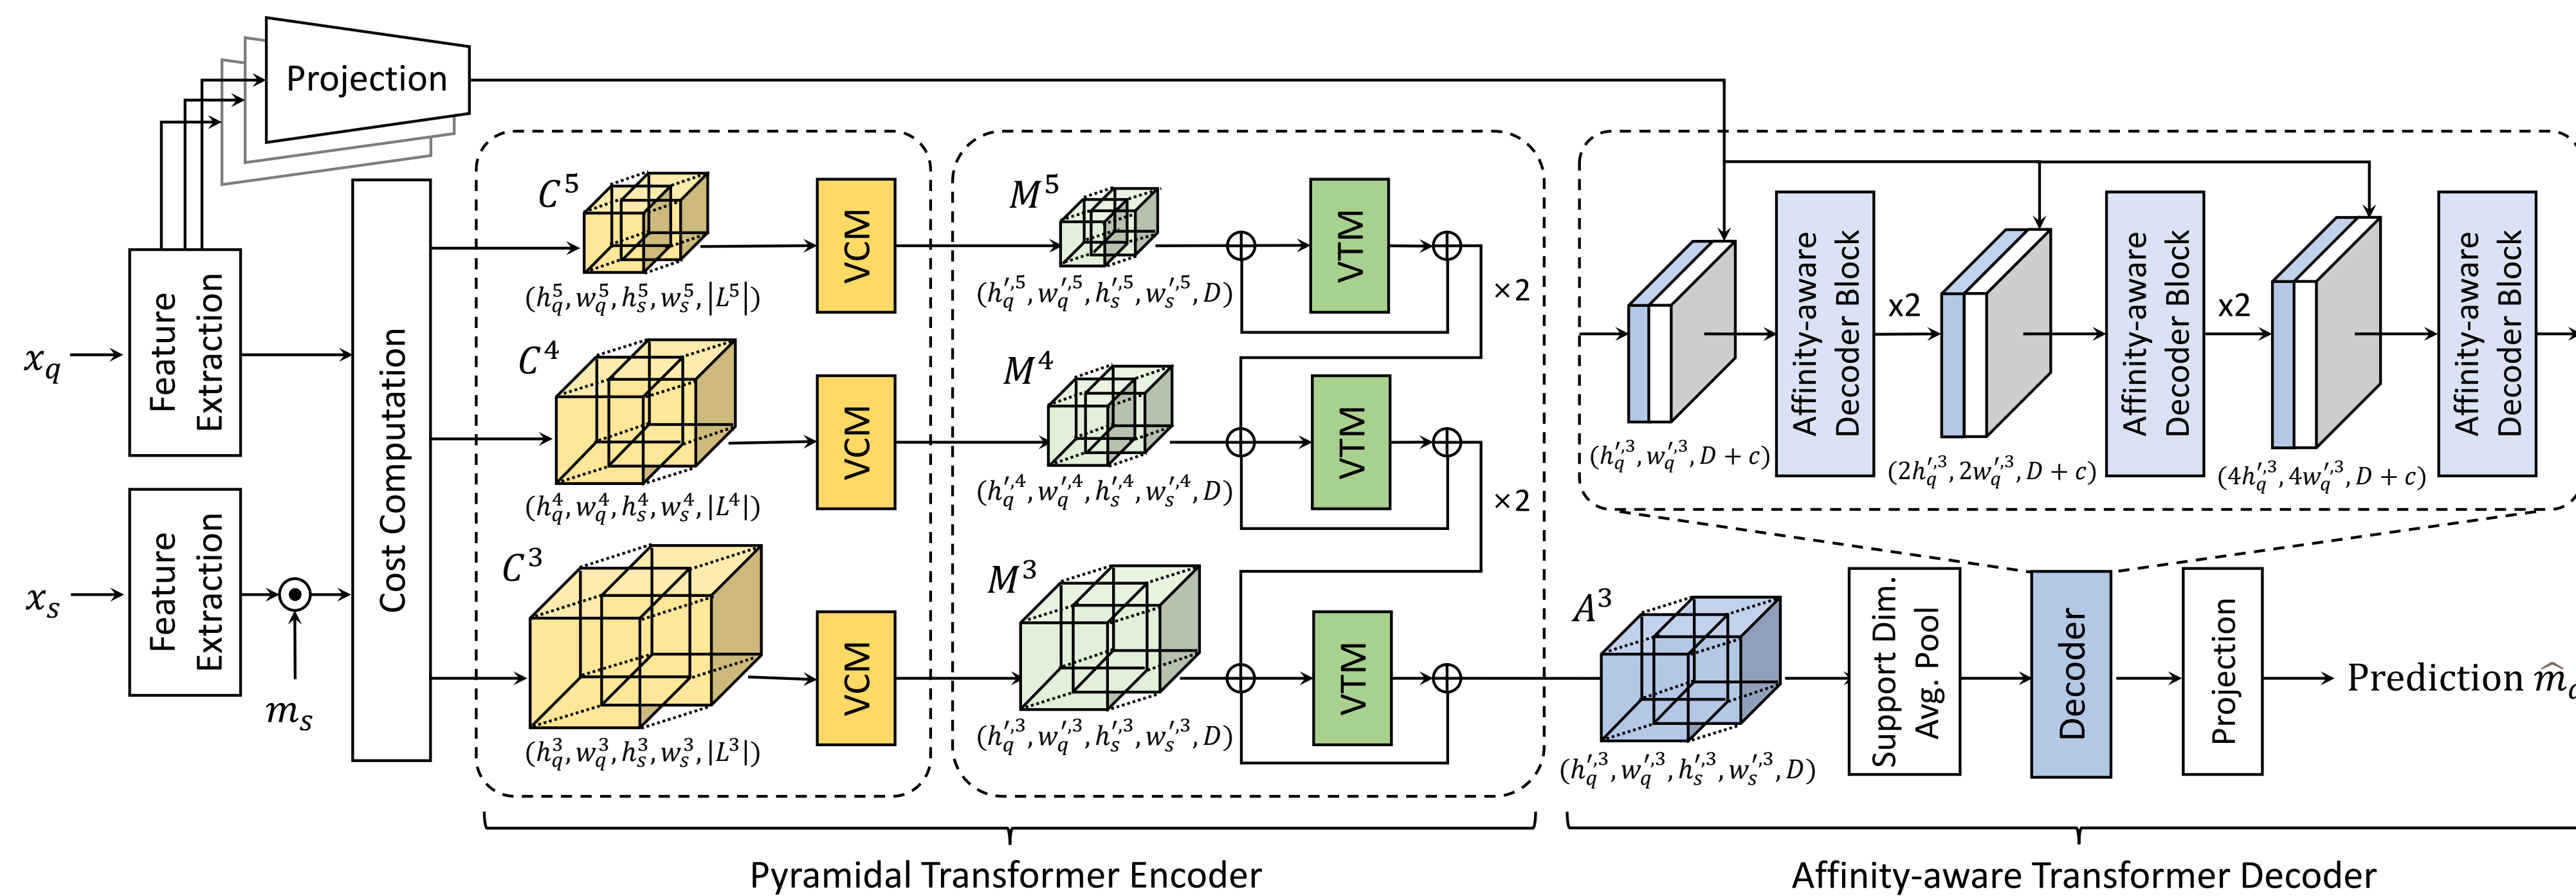 Projection
x_q
Feature
Extraction
x_s
Feature
Extraction
m_s
Cost Computation
C^5
(h_q^5, w_q^5, h_s^5, w_s^5, |L^5|)
VCM
C^4
(h_q^4, w_q^4, h_s^4, w_s^4, |L^4|)
VCM
C^3
(h_q^3, w_q^3, h_s^3, w_s^3, |L^3|)
VCM
M^5
(h_q^{′,5}, w_q^{′,5}, h_s^{′,5}, w_s^{′,5}, D)
VTM
×2
M^4
(h_q^{′,4}, w_q^{′,4}, h_s^{′,4}, w_s^{′,4}, D)
VTM
×2
M^3
(h_q^{′,3}, w_q^{′,3}, h_s^{′,3}, w_s^{′,3}, D)
VTM
Pyramidal Transformer Encoder
(h_q^{′,3}, w_q^{′,3}, D + c)
Affinity-aware
Decoder Block
x2
(2h_q^{′,3}, 2w_q^{′,3}, D + c)
Affinity-aware
Decoder Block
x2
(4h_q^{′,3}, 4w_q^{′,3}, D + c)
Affinity-aware
Decoder Block
A^3
(h_q^{′,3}, w_q^{′,3}, h_s^{′,3}, w_s^{′,3}, D)
Support Dim.
Avg. Pool
Decoder
Projection
Prediction m̂_q
Affinity-aware Transformer Decoder